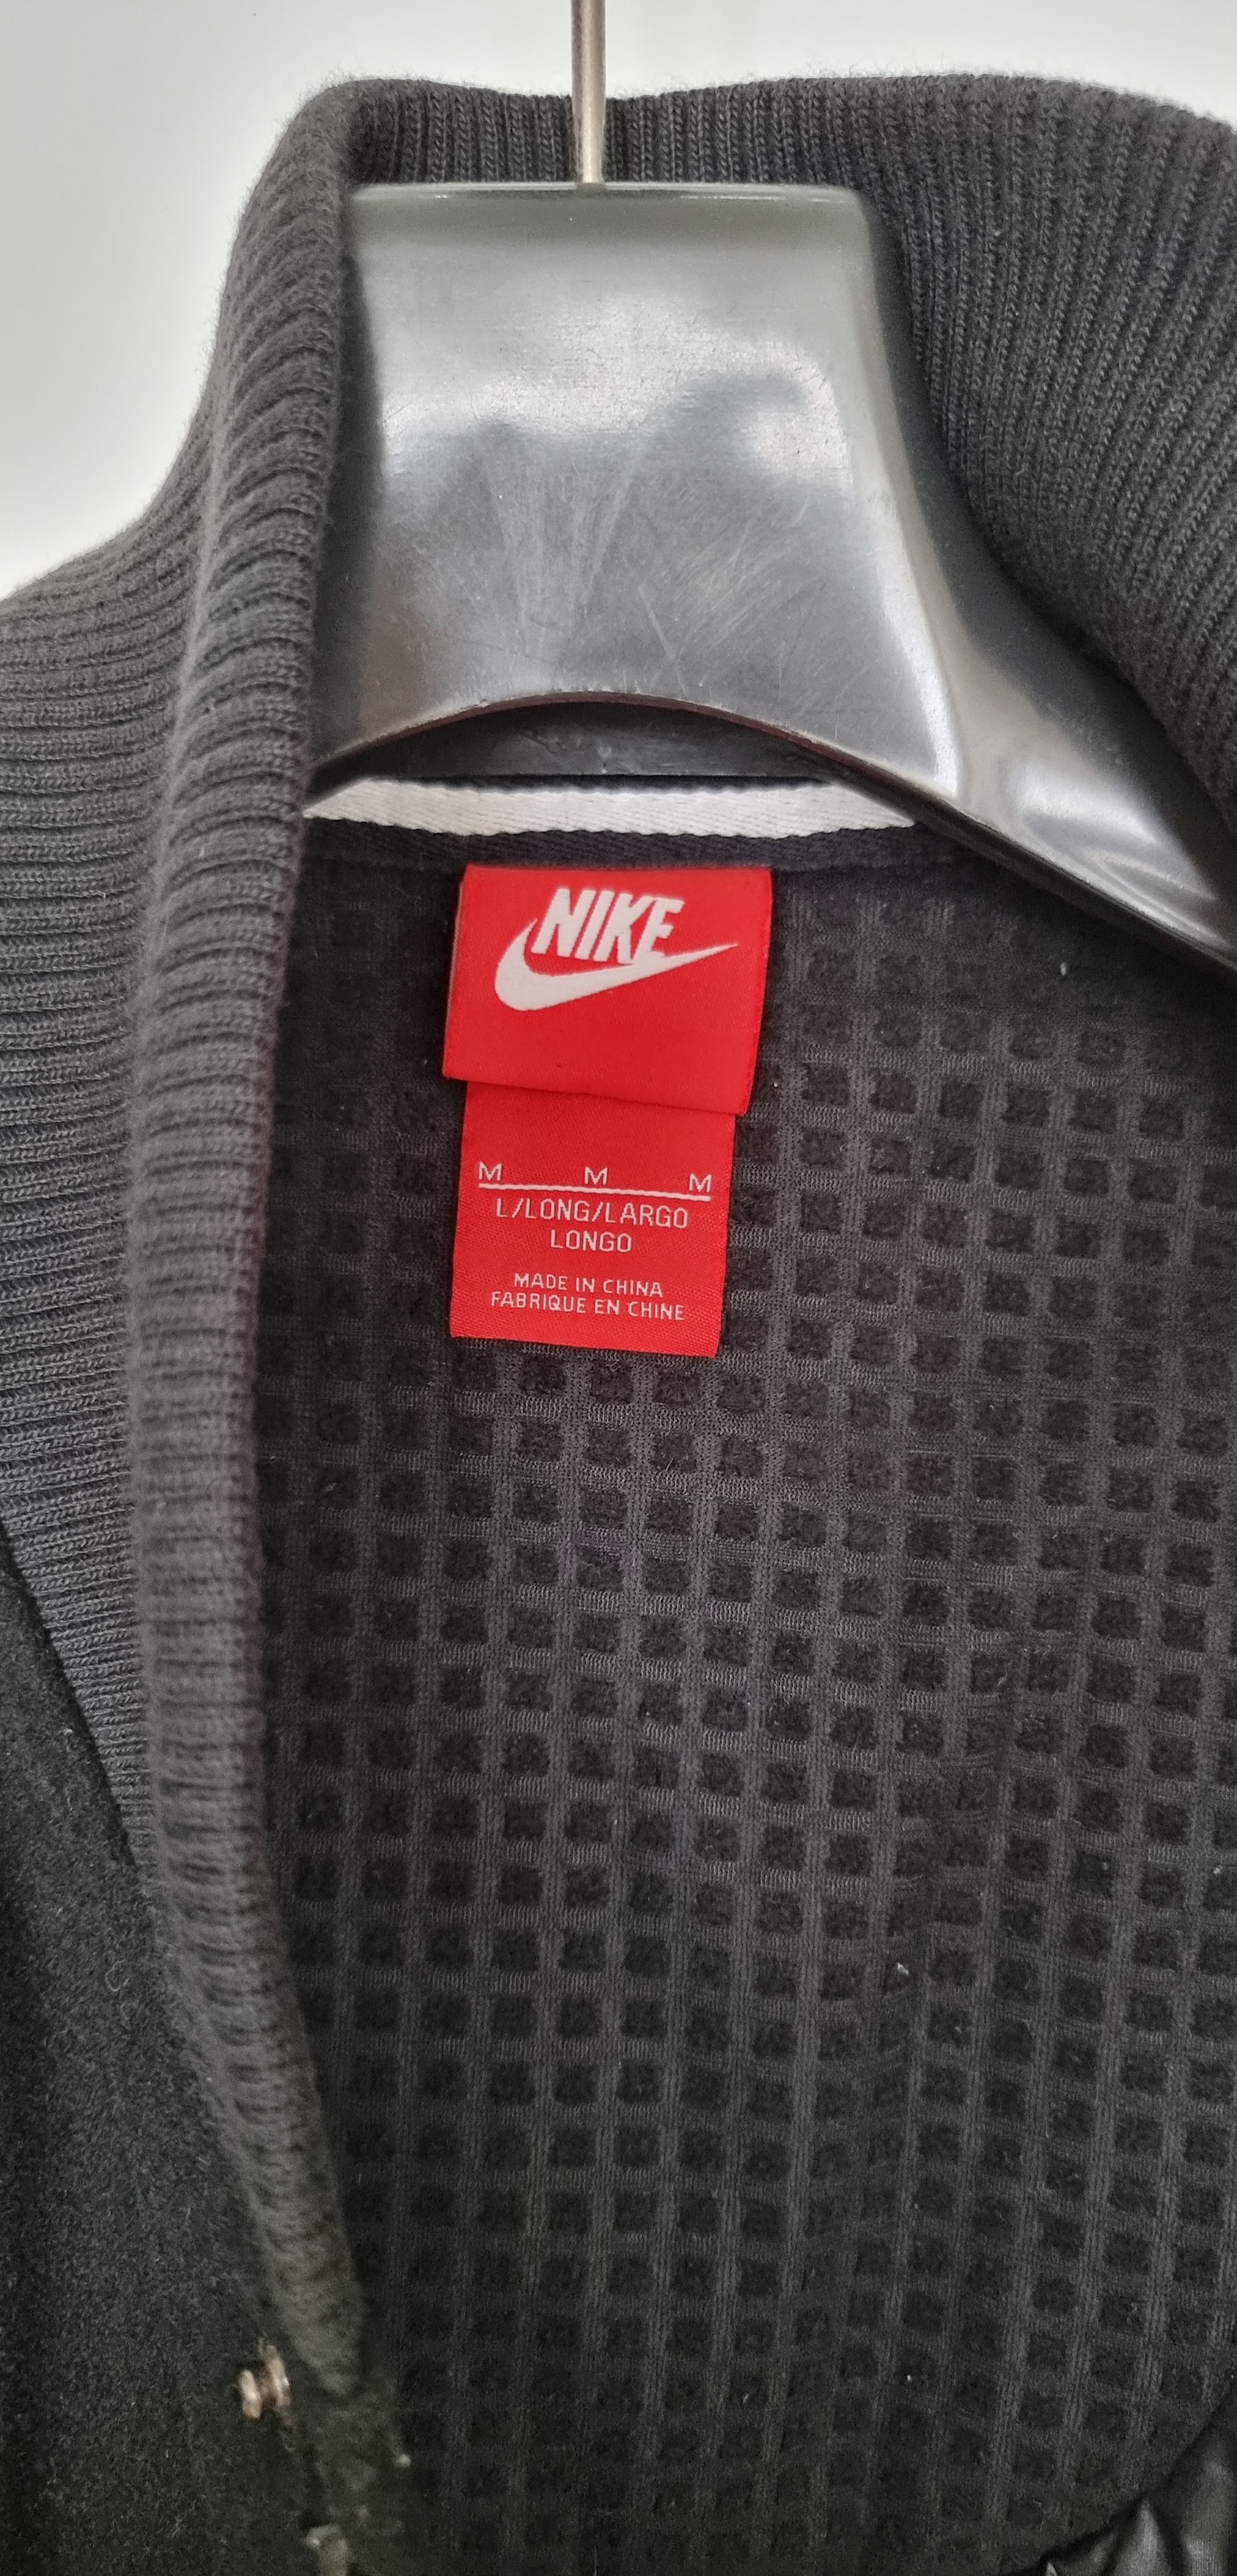 NIKE
M M M
L/LONG/LARGO
LONGO
MADE IN CHINA
FABRIQUE EN CHINE